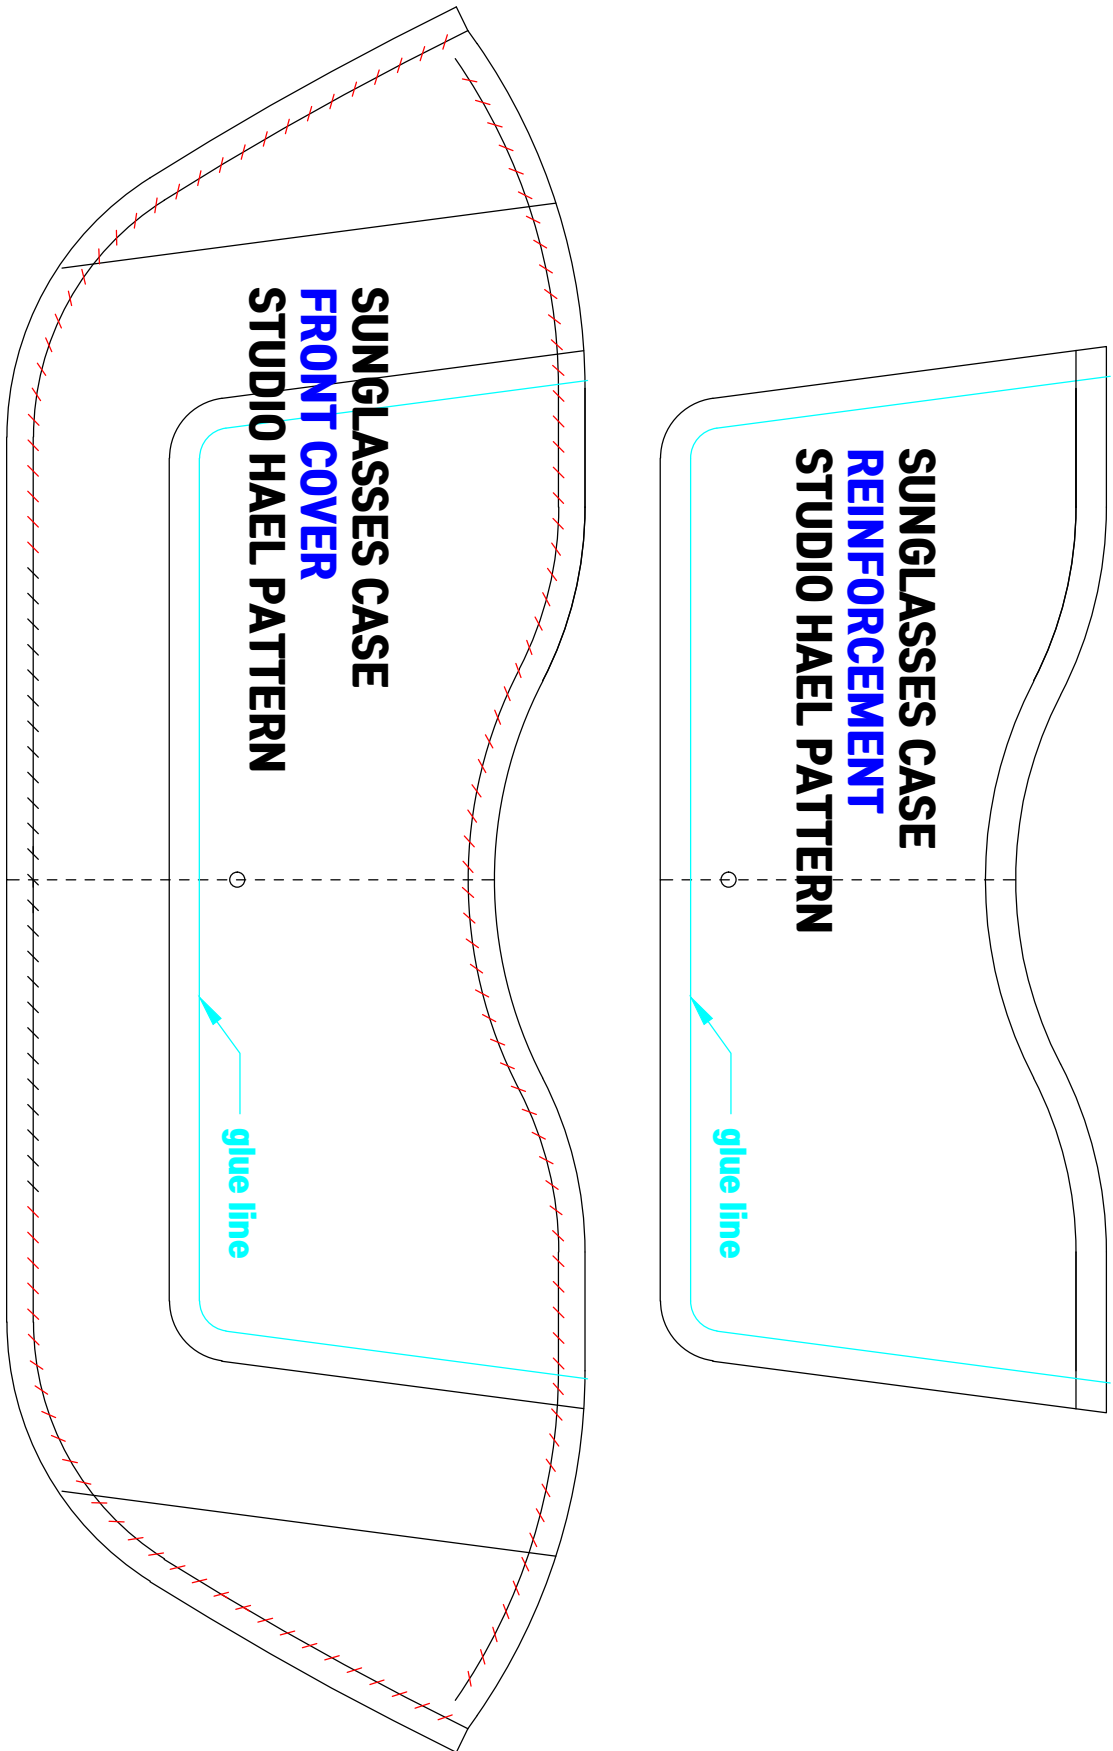 SUNGLASSES CASE
FRONT COVER
STUDIO HAEL PATTERN
glue line
SUNGLASSES CASE
REINFORCEMENT
STUDIO HAEL PATTERN
glue line